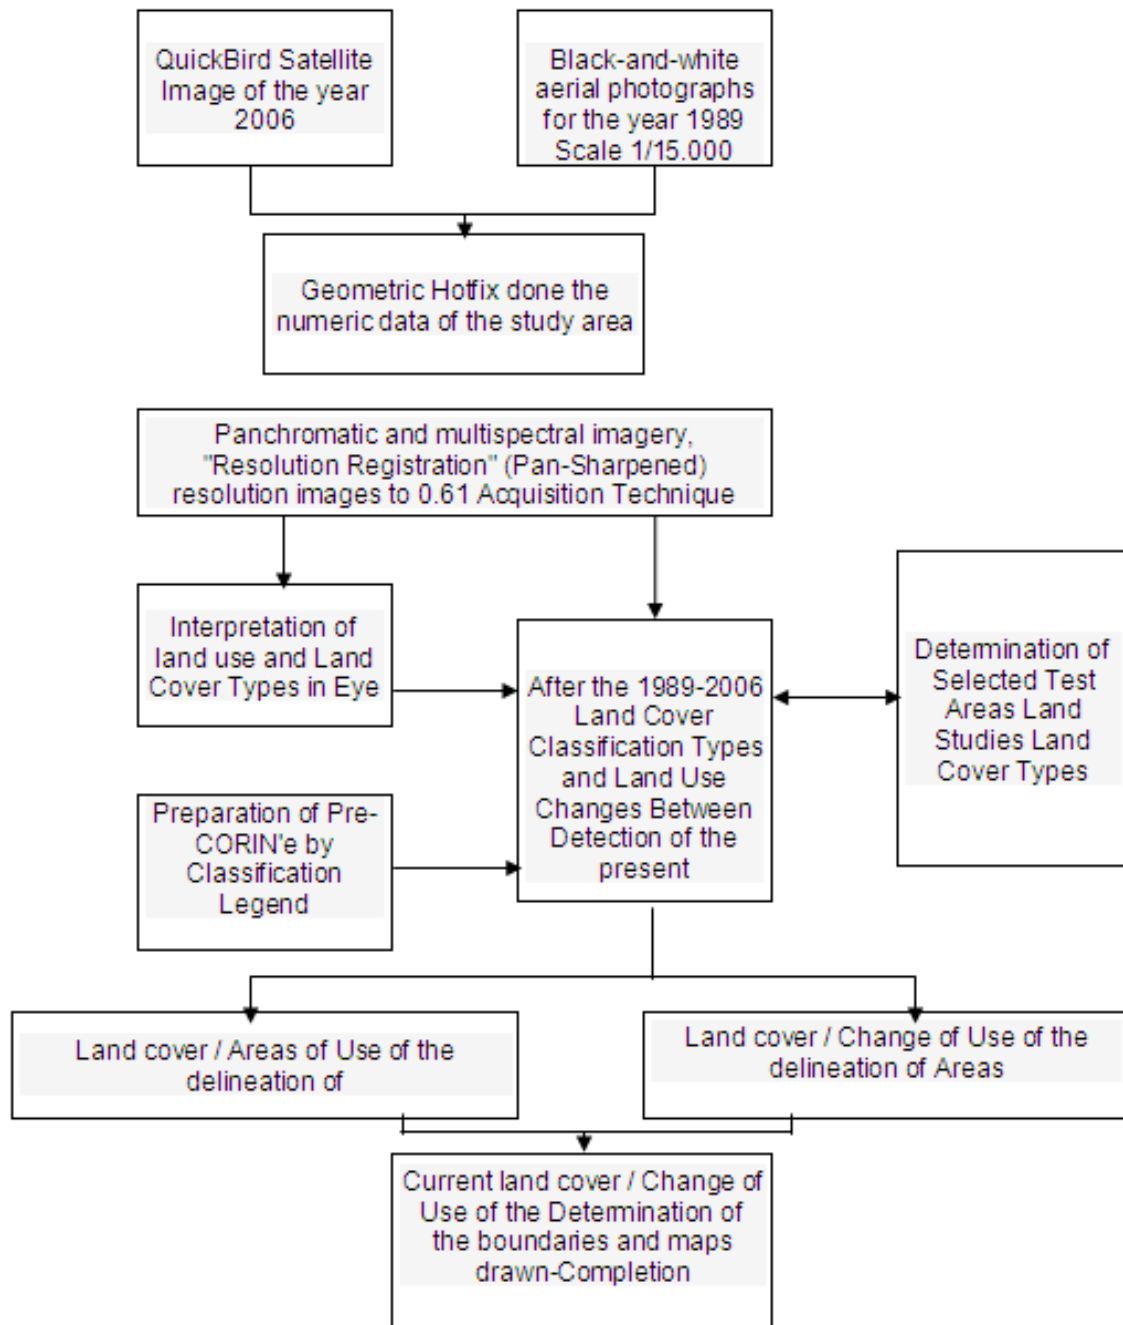 QuickBird Satellite
Image of the year
2006
Black-and-white
aerial photographs
for the year 1989
Scale 1/15.000
Geometric Hotfix done the
numeric data of the study area
Panchromatic and multispectral imagery,
"Resolution Registration" (Pan-Sharpened)
resolution images to 0.61 Acquisition Technique
Interpretation of
land use and Land
Cover Types in Eye
After the 1989-2006
Land Cover
Classification Types
and Land Use
Changes Between
Detection of the
present
Determination of
Selected Test
Areas Land
Studies Land
Cover Types
Preparation of Pre-
CORIN'e by
Classification
Legend
Land cover / Areas of Use of the
delineation of
Land cover / Change of Use of the
delineation of Areas
Current land cover / Change of
Use of the Determination of
the boundaries and maps
drawn-Completion